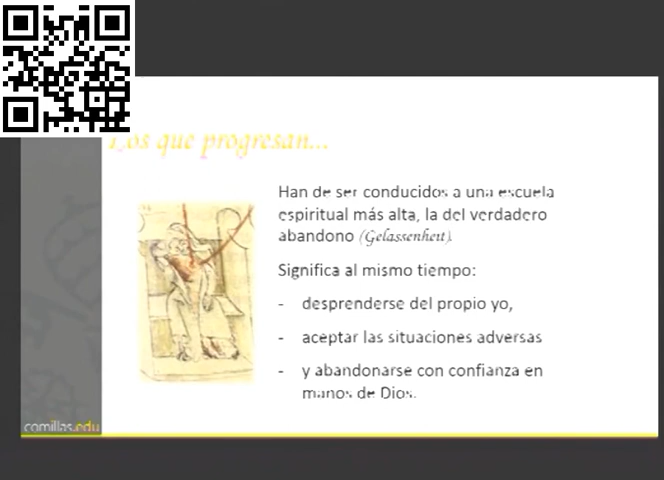 Los que progresan...
Han de ser conducidos a una escuela
espiritual más alta, la del verdadero
abandono (Gelassenheit).
Significa al mismo tiempo:
- desprenderse del propio yo,
- aceptar las situaciones adversas
- y abandonarse con confianza en
manos de Dios.
comillas.edu